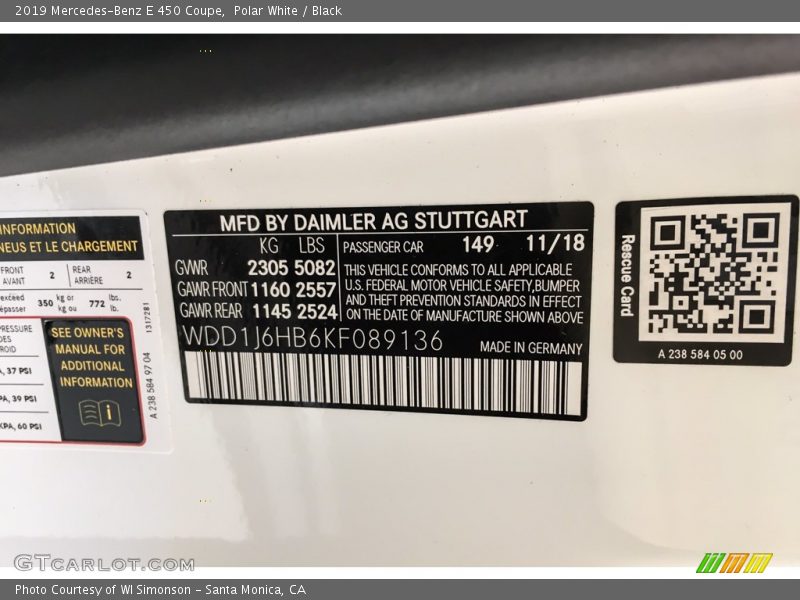 2019 Mercedes-Benz E 450 Coupe,  Polar White / Black
INFORMATION
NEUS ET LE CHARGEMENT
FRONT
AVANT
2
REAR
ARRIÈRE
2
exceed
épasser
350
kg or
kg ou
772
lbs.
lb.
PRESSURE
DES
ROID
, 37 PSI
PA, 39 PSI
KPA, 60 PSI
SEE OWNER'S
MANUAL FOR
ADDITIONAL
INFORMATION
A 238 584 97 04
1317281
MFD BY DAIMLER AG STUTTGART
KG LBS
GVWR 2305 5082
GAWR FRONT 1160 2557
GAWR REAR 1145 2524
PASSENGER CAR 149 11/18
THIS VEHICLE CONFORMS TO ALL APPLICABLE
U.S. FEDERAL MOTOR VEHICLE SAFETY,BUMPER
AND THEFT PREVENTION STANDARDS IN EFFECT
ON THE DATE OF MANUFACTURE SHOWN ABOVE
WDD1J6HB6KF089136
MADE IN GERMANY
Rescue Card
A 238 584 05 00
GTCARLOT.COM
Photo Courtesy of WI Simonson - Santa Monica, CA